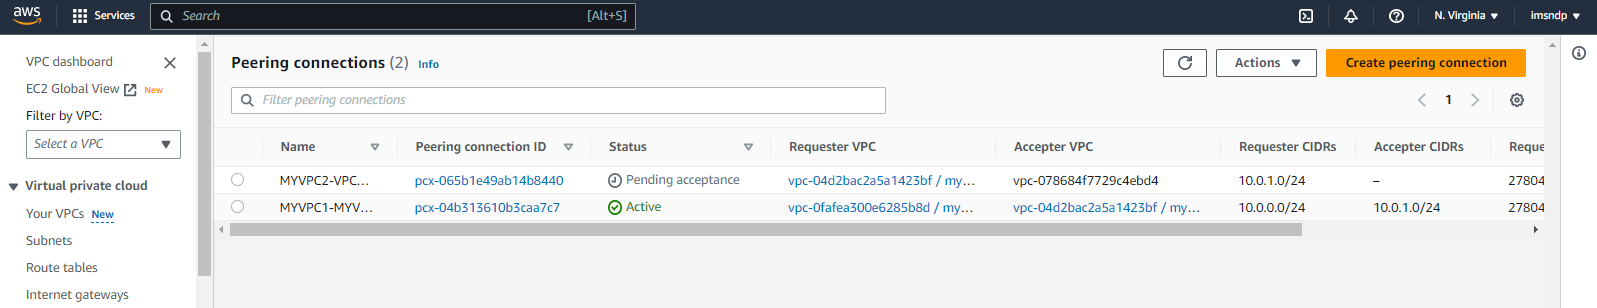 aws Services Search [Alt+S] N. Virginia imsndp
VPC dashboard
EC2 Global View New
Filter by VPC:
Select a VPC
Virtual private cloud
Your VPCs New
Subnets
Route tables
Internet gateways
Peering connections (2) Info
Actions
Create peering connection
Filter peering connections
1
Name Peering connection ID Status Requester VPC Accepter VPC Requester CIDRs Accepter CIDRs Reque
MYVPC2-VPC... pcx-065b1e49ab14b8440 Pending acceptance vpc-04d2bac2a5a1423bf / my... vpc-078684f7729c4ebd4 10.0.1.0/24 – 27804
MYVPC1-MYV... pcx-04b313610b3caa7c7 Active vpc-0fafea300e6285b8d / my... vpc-04d2bac2a5a1423bf / my... 10.0.0.0/24 10.0.1.0/24 27804